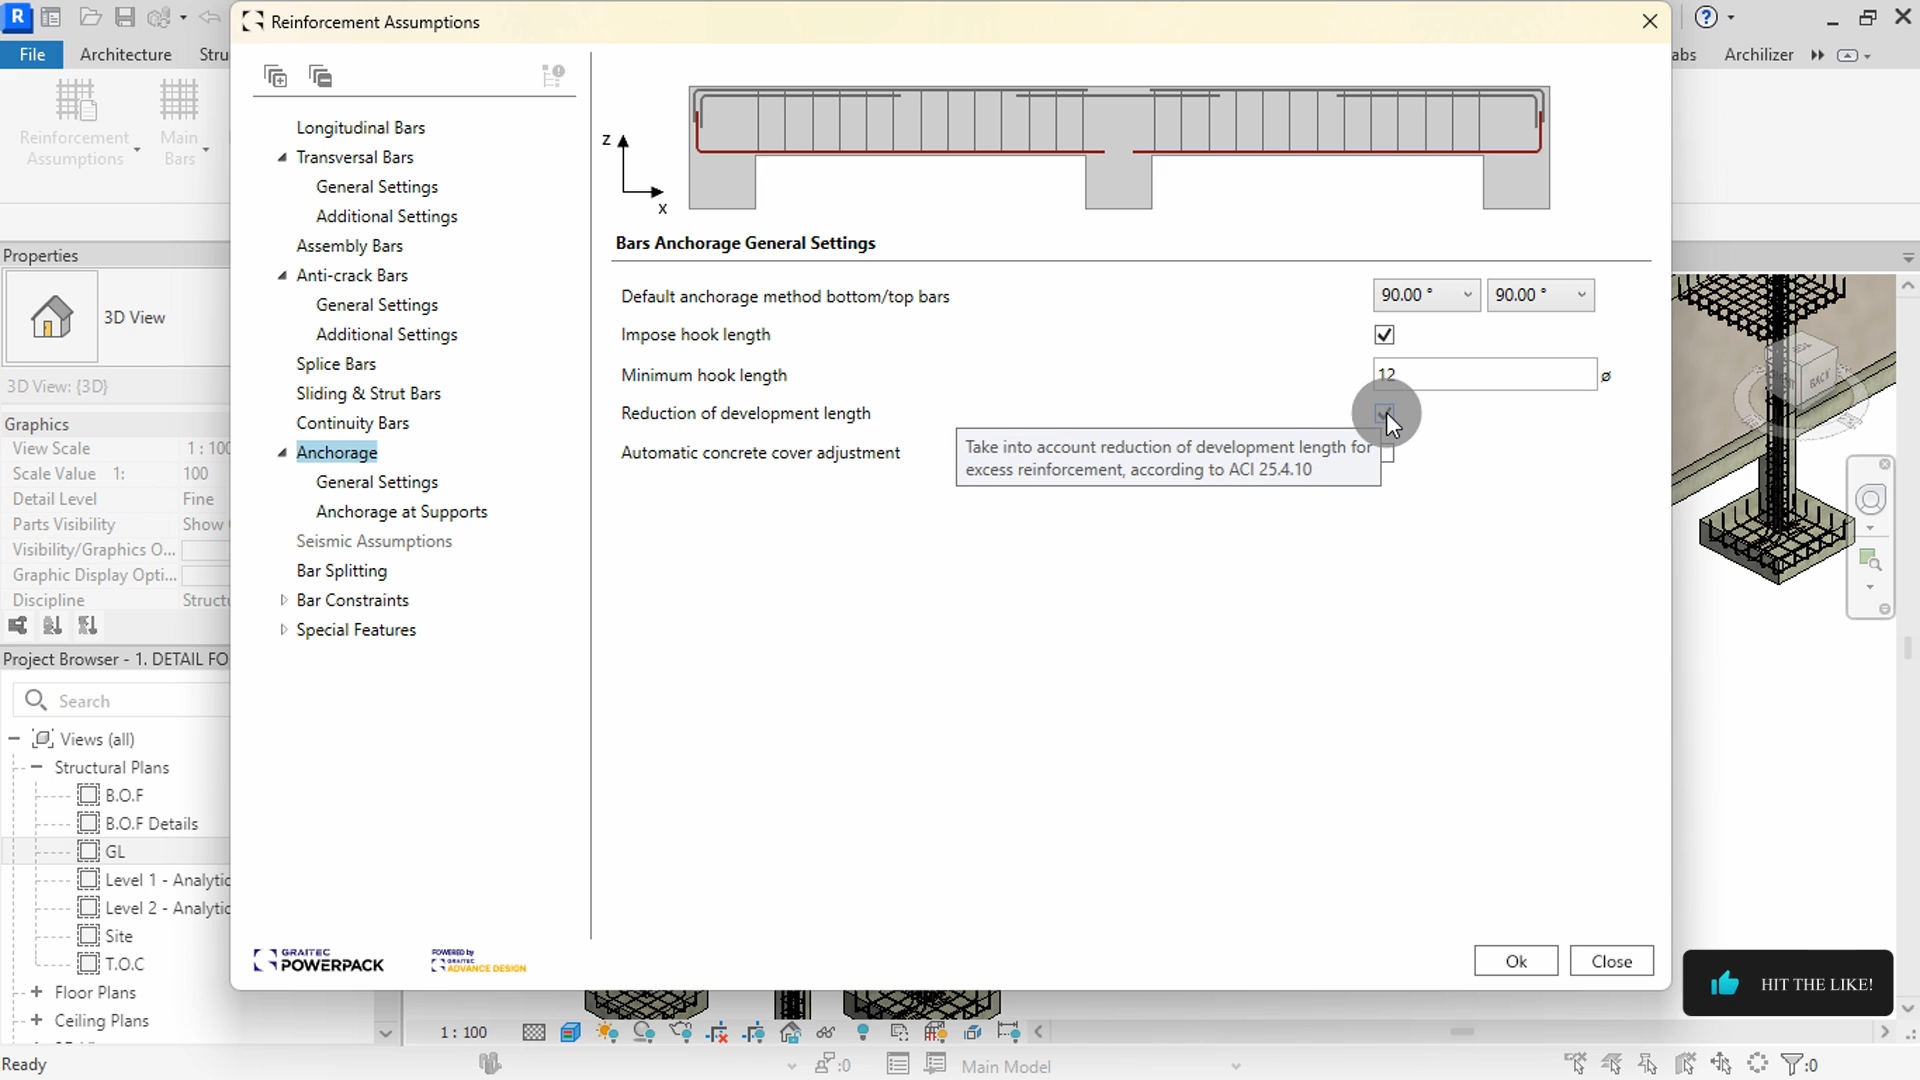 Reinforcement Assumptions
File
Architecture
Stru
abs
Archilizer
Reinforcement
Assumptions
Main
Bars
Longitudinal Bars
Transversal Bars
General Settings
Additional Settings
Assembly Bars
Anti-crack Bars
General Settings
Additional Settings
Splice Bars
Sliding & Strut Bars
Continuity Bars
Anchorage
General Settings
Anchorage at Supports
Seismic Assumptions
Bar Splitting
Bar Constraints
Special Features
z
x
Bars Anchorage General Settings
Default anchorage method bottom/top bars 90.00 ° 90.00 °
Impose hook length
Minimum hook length 12 ø
Reduction of development length
Automatic concrete cover adjustment
Take into account reduction of development length for
excess reinforcement, according to ACI 25.4.10
GRAITEC
POWERPACK
POWERED by
GRAITEC
ADVANCE DESIGN
Ok
Close
Properties
3D View
3D View: {3D}
Graphics
View Scale 1 : 100
Scale Value 1: 100
Detail Level Fine
Parts Visibility Show
Visibility/Graphics O...
Graphic Display Opti...
Discipline Structu
Project Browser - 1. DETAIL FO
Search
Views (all)
Structural Plans
B.O.F
B.O.F Details
GL
Level 1 - Analytic
Level 2 - Analytic
Site
T.O.C
Floor Plans
Ceiling Plans
BACK
HIT THE LIKE!
1 : 100
Ready
:0
Main Model
:0